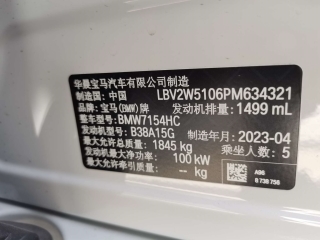 华晨宝马汽车有限公司制造
制造国：中国 LBV2W5106PM634321
品牌：宝马(BMW)牌 发动机排量：1499 mL
整车型号：BMW7154HC
发动机型号：B38A15G 制造年月：2023-04
最大允许总质量：1845 kg 乘坐人数：5
发动机最大净功率：100 kW
最大允许牵引质量：-- kg
A96
8 738 756